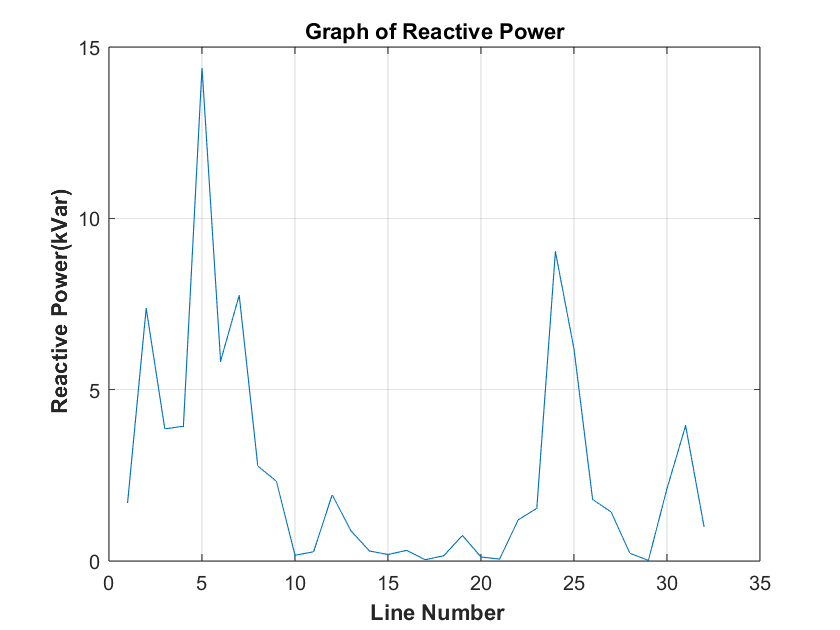 Graph of Reactive Power
15
10
5
0
Reactive Power(kVar)
0 5 10 15 20 25 30 35
Line Number